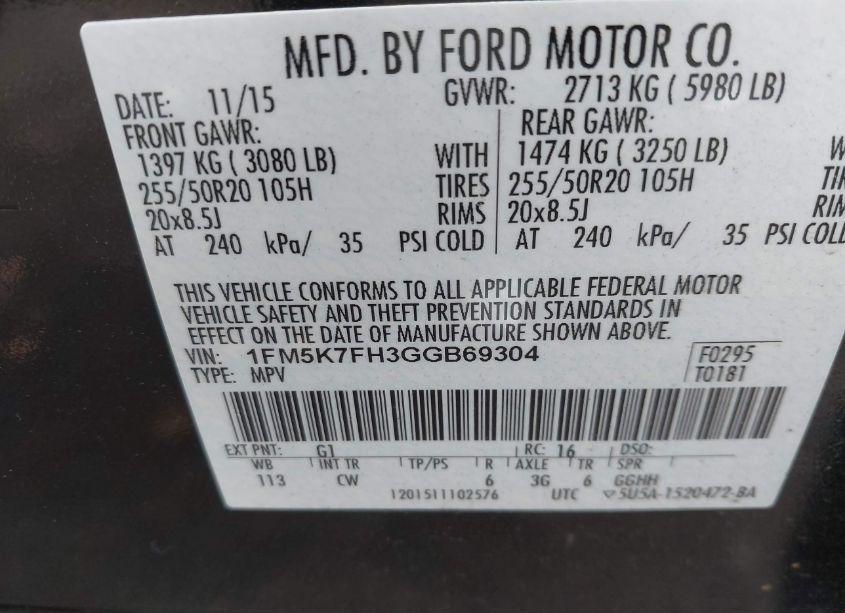 MFD. BY FORD MOTOR CO.
DATE: 11/15 GVWR: 2713 KG ( 5980 LB)
FRONT GAWR: REAR GAWR:
1397 KG ( 3080 LB) WITH 1474 KG ( 3250 LB)
255/50R20 105H TIRES 255/50R20 105H
20x8.5J RIMS 20x8.5J RIM
AT 240 kPa/ 35 PSI COLD AT 240 kPa/ 35 PSI COLD
THIS VEHICLE CONFORMS TO ALL APPLICABLE FEDERAL MOTOR
VEHICLE SAFETY AND THEFT PREVENTION STANDARDS IN
EFFECT ON THE DATE OF MANUFACTURE SHOWN ABOVE.
VIN: 1FM5K7FH3GGB69304 F0295
TYPE: MPV T0181
EXT PNT: G1 RC: 16 DSO:
WB INT TR TP/PS R AXLE TR SPR
113 CW 6 3G 6 GGHH
1201511102576 UTC 5U5A-1520472-BA